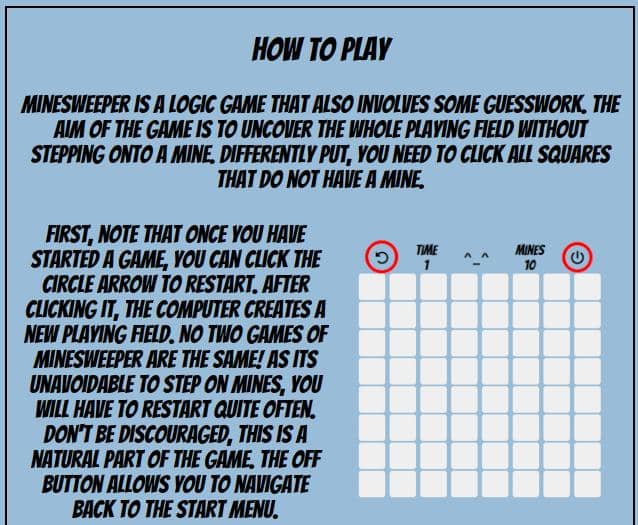 HOW TO PLAY
MINESWEEPER IS A LOGIC GAME THAT ALSO INVOLVES SOME GUESSWORK. THE
AIM OF THE GAME IS TO UNCOVER THE WHOLE PLAYING FIELD WITHOUT
STEPPING ONTO A MINE. DIFFERENTLY PUT, YOU NEED TO CLICK ALL SQUARES
THAT DO NOT HAVE A MINE.
FIRST, NOTE THAT ONCE YOU HAVE
STARTED A GAME, YOU CAN CLICK THE
CIRCLE ARROW TO RESTART. AFTER
CLICKING IT, THE COMPUTER CREATES A
NEW PLAYING FIELD. NO TWO GAMES OF
MINESWEEPER ARE THE SAME! AS ITS
UNAVOIDABLE TO STEP ON MINES, YOU
WILL HAVE TO RESTART QUITE OFTEN.
DON'T BE DISCOURAGED, THIS IS A
NATURAL PART OF THE GAME. THE OFF
BUTTON ALLOWS YOU TO NAVIGATE
BACK TO THE START MENU.
TIME ^_^ MINES
1 10